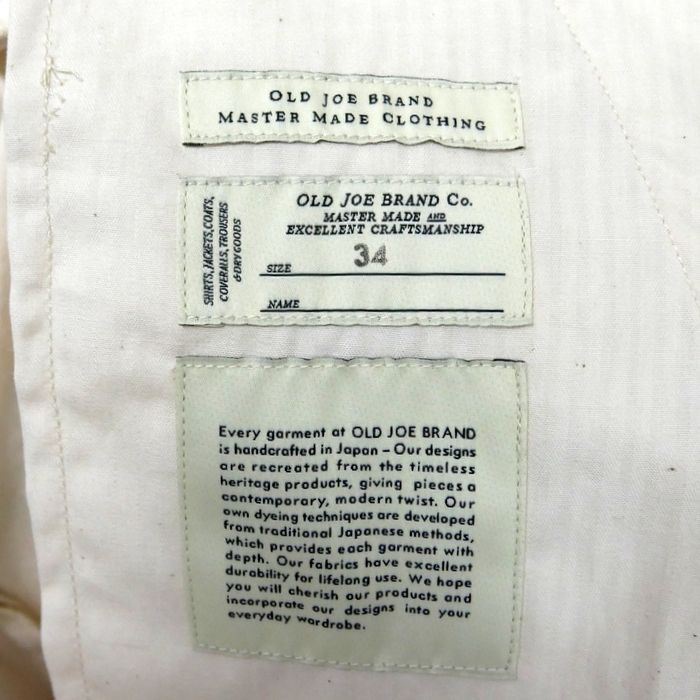 OLD JOE BRAND
MASTER MADE CLOTHING
SHIRTS, JACKETS, COATS,
COVERALLS, TROUSERS
& DRY GOODS
OLD JOE BRAND Co.
MASTER MADE AND
EXCELLENT CRAFTSMANSHIP
SIZE 34
NAME
Every garment at OLD JOE BRAND
is handcrafted in Japan – Our designs
are recreated from the timeless
heritage products, giving pieces a
contemporary, modern twist. Our
own dyeing techniques are developed
from traditional Japanese methods,
which provides each garment with
depth. Our fabrics have excellent
durability for lifelong use. We hope
you will cherish our products and
incorporate our designs into your
everyday wardrobe.